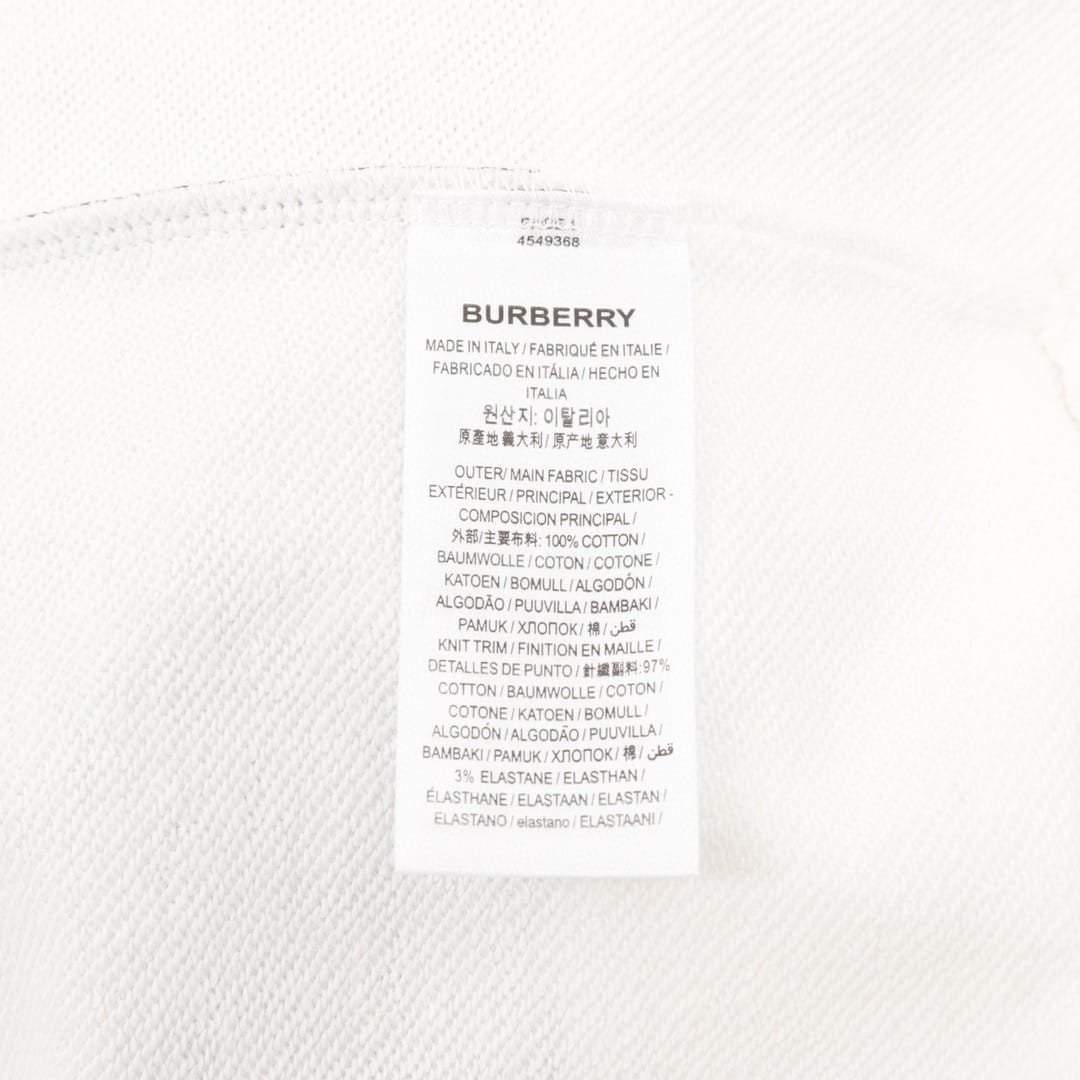 4549368
BURBERRY
MADE IN ITALY / FABRIQUÉ EN ITALIE /
FABRICADO EN ITÁLIA / HECHO EN
ITALIA
원산지: 이탈리아
原產地 義大利 / 原产地 意大利
OUTER/ MAIN FABRIC / TISSU
EXTÉRIEUR / PRINCIPAL / EXTERIOR -
COMPOSICION PRINCIPAL /
外部/主要布料: 100% COTTON /
BAUMWOLLE / COTON / COTONE /
KATOEN / BOMULL / ALGODÓN /
ALGODÃO / PUUVILLA / BAMBAKI /
PAMUK / ХЛОПОК / 棉 / قطن
KNIT TRIM / FINITION EN MAILLE /
DETALLES DE PUNTO / 針織副料: 97%
COTTON / BAUMWOLLE / COTON /
COTONE / KATOEN / BOMULL /
ALGODÓN / ALGODÃO / PUUVILLA /
BAMBAKI / PAMUK / ХЛОПОК / 棉 / قطن
3% ELASTANE / ELASTHAN /
ÉLASTHANE / ELASTAAN / ELASTAN /
ELASTANO / elastano / ELASTAANI /